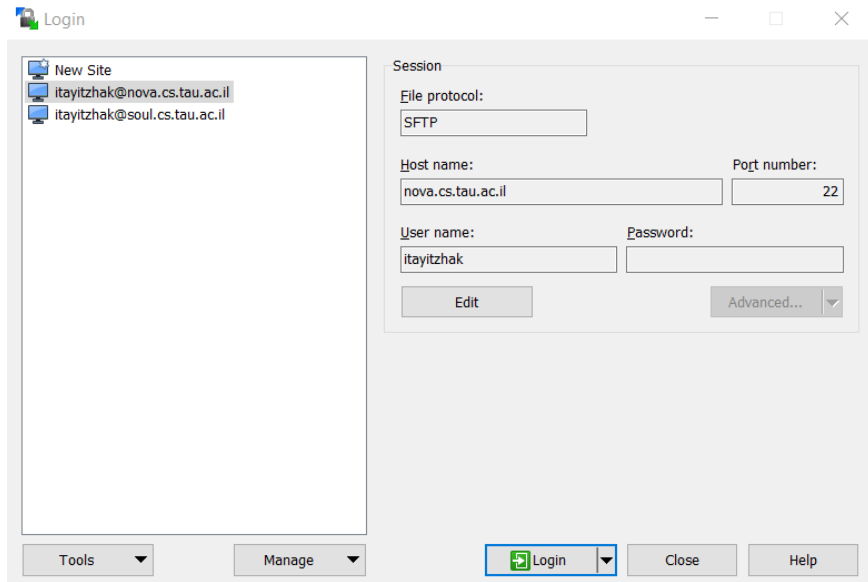 Login
New Site
itayitzhak@nova.cs.tau.ac.il
itayitzhak@soul.cs.tau.ac.il
Session
File protocol:
SFTP
Host name:
Port number:
nova.cs.tau.ac.il
22
User name:
Password:
itayitzhak
Edit
Advanced...
Tools
Manage
Login
Close
Help